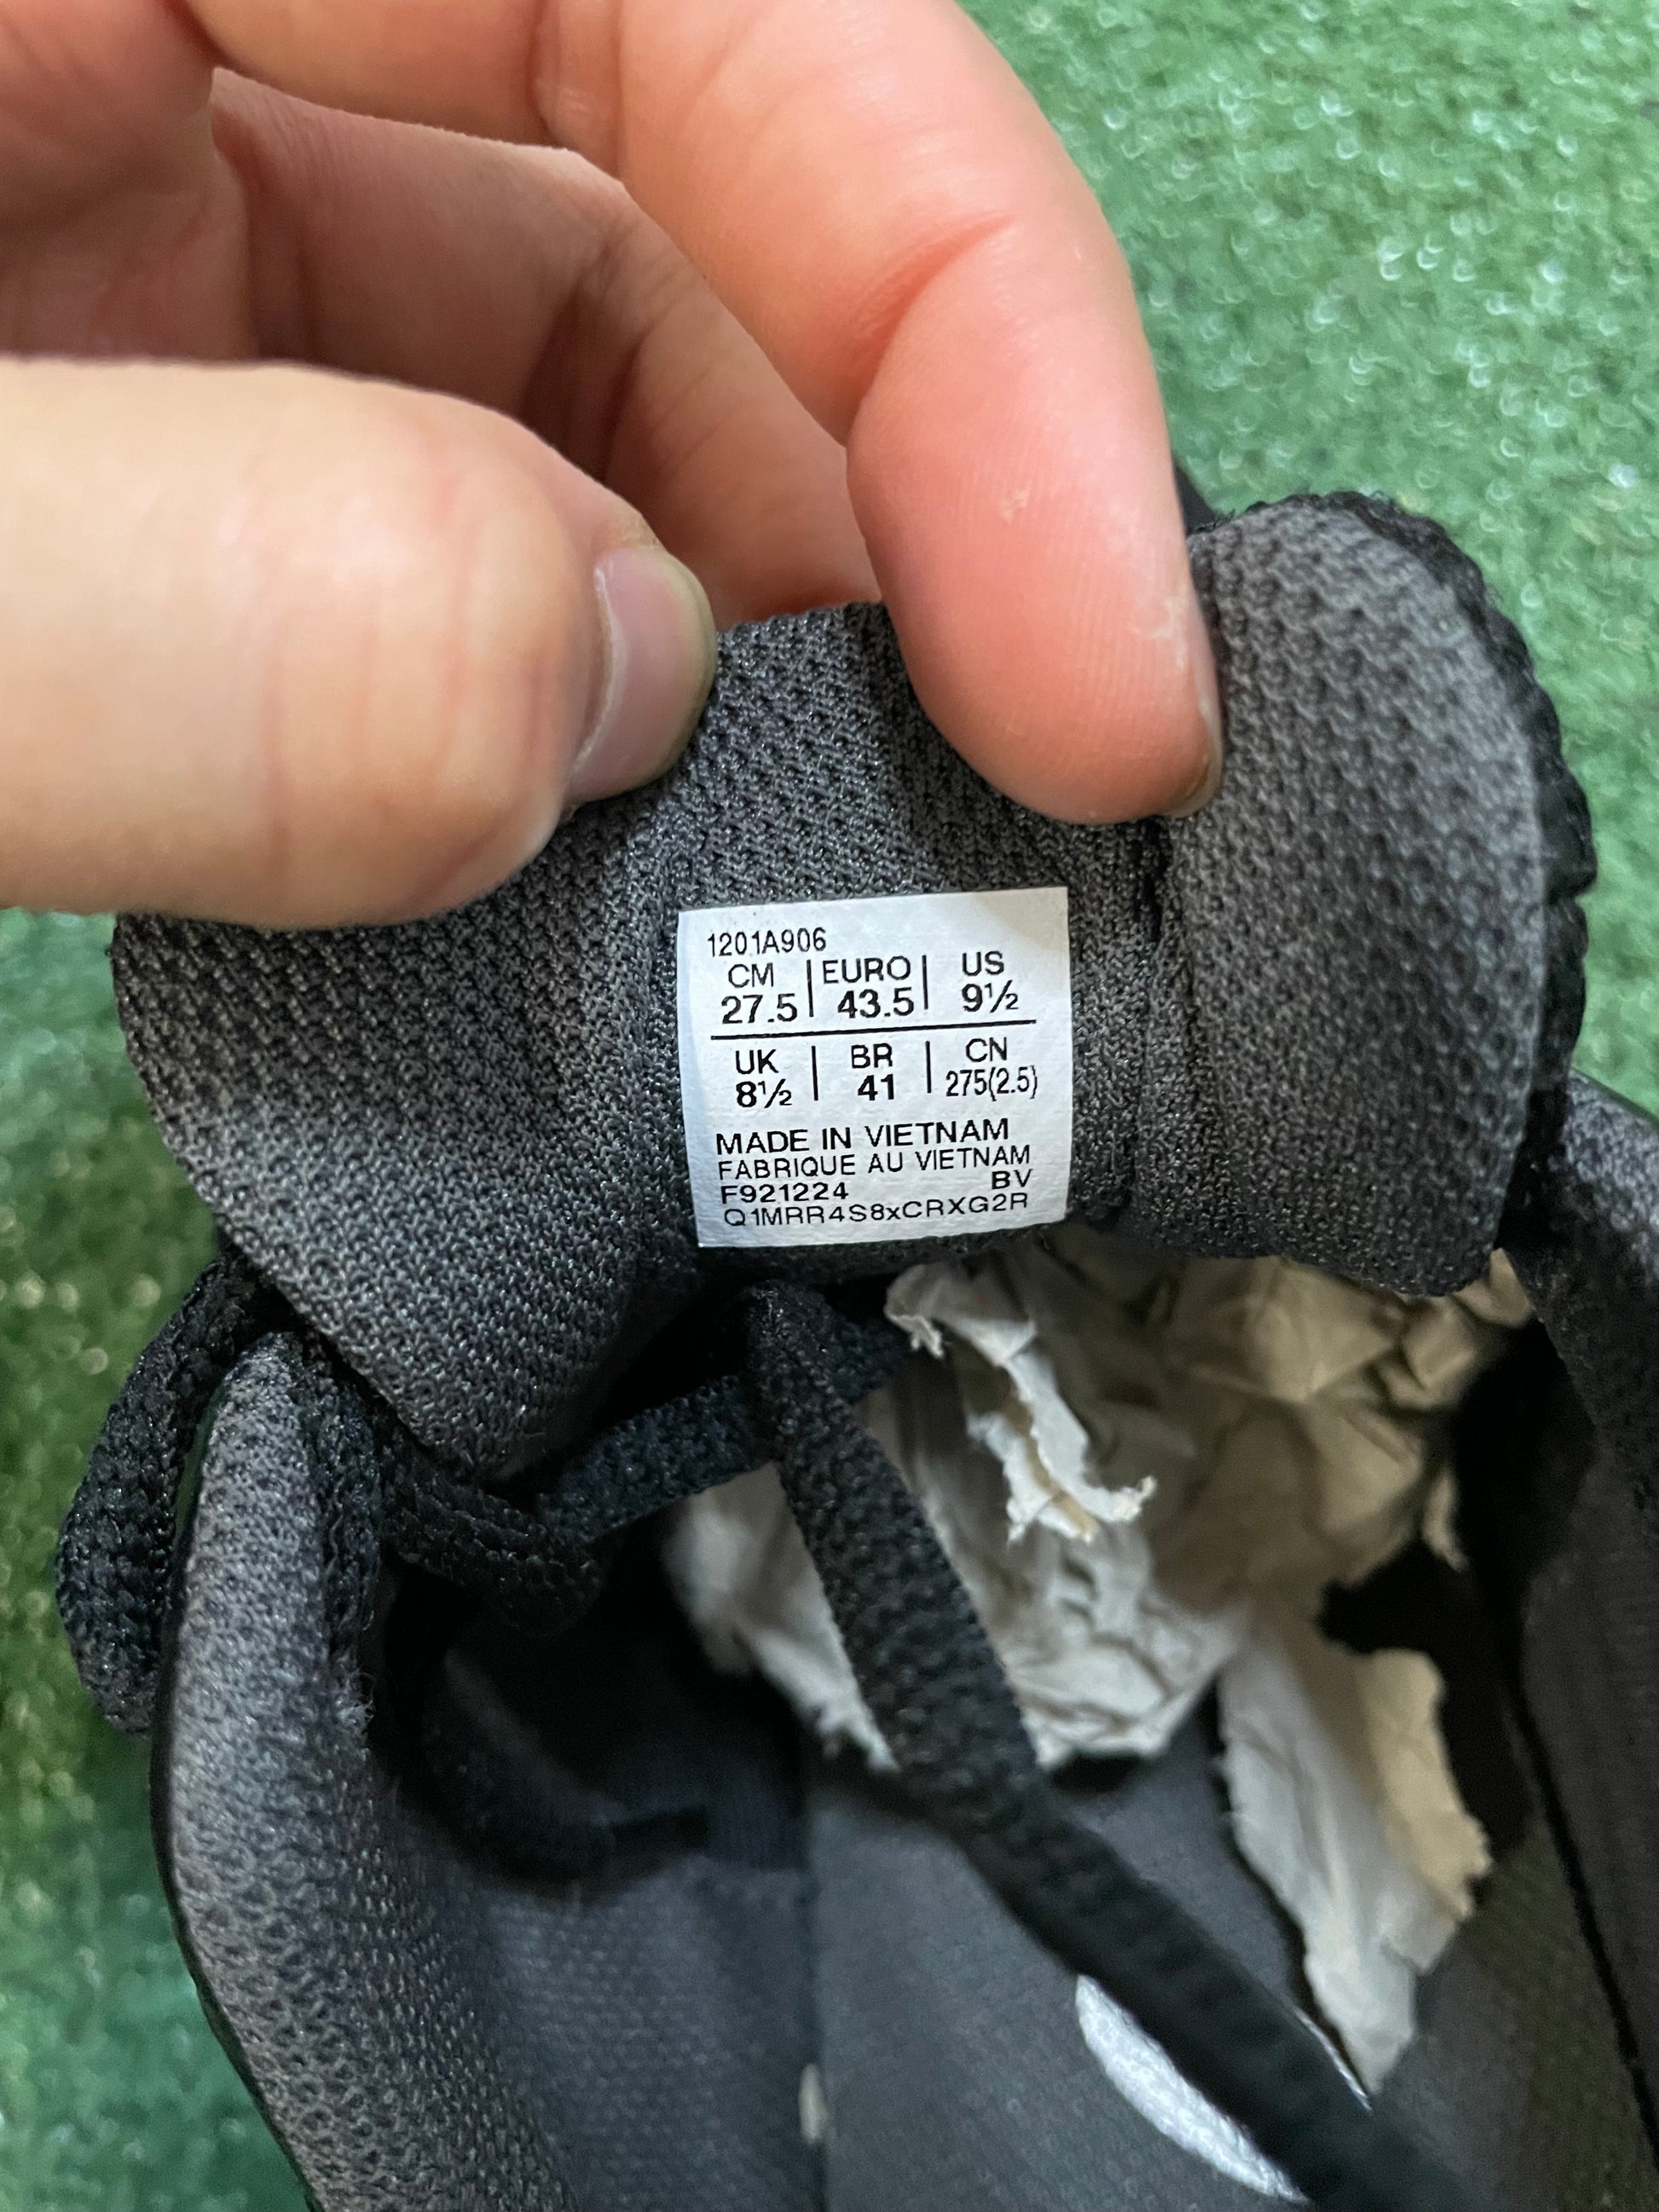 1201A906
CM | EURO | US
27.5 | 43.5 | 9½
UK | BR | CN
8½ | 41 | 275(2.5)
MADE IN VIETNAM
FABRIQUE AU VIETNAM
F921224 BV
Q1MRR4S8xCRXG2R